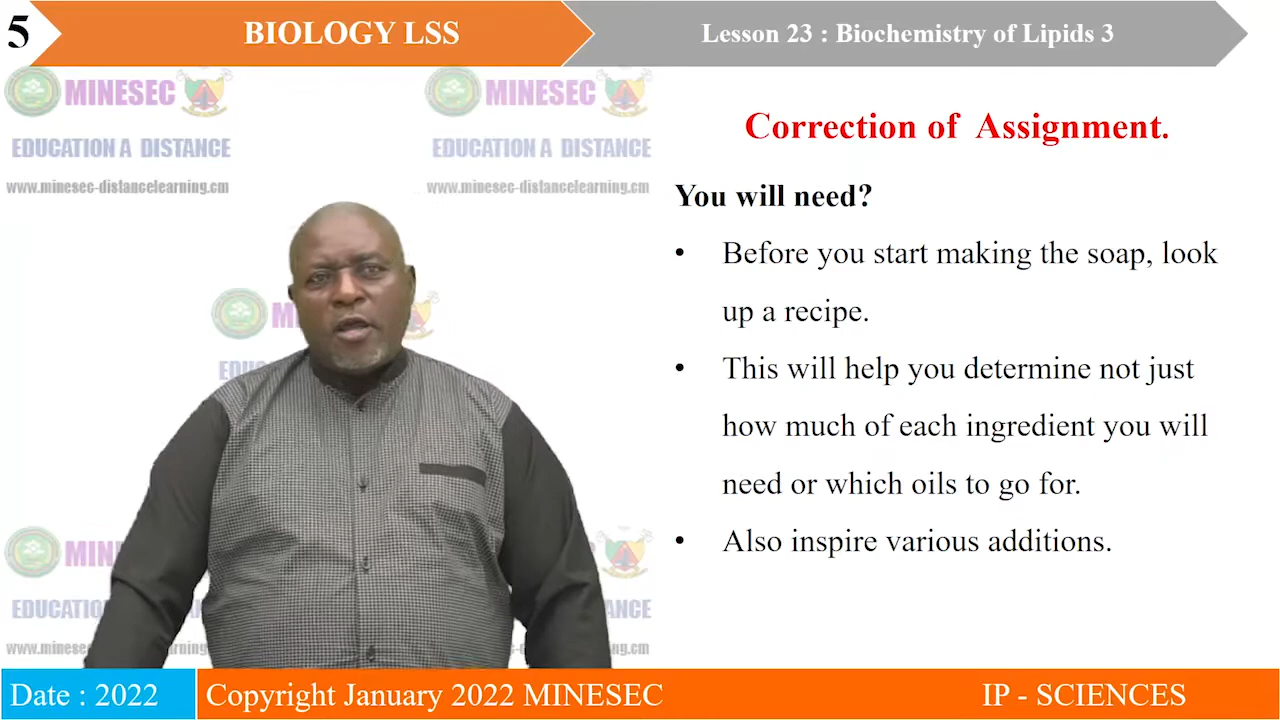 5
BIOLOGY LSS
Lesson 23 : Biochemistry of Lipids 3
MINESEC
EDUCATION A DISTANCE
www.minesec-distancelearning.cm
MINESEC
EDUCATION A DISTANCE
www.minesec-distancelearning.cm
Correction of Assignment.
You will need?
• Before you start making the soap, look
up a recipe.
• This will help you determine not just
how much of each ingredient you will
need or which oils to go for.
• Also inspire various additions.
Date : 2022
Copyright January 2022 MINESEC
IP - SCIENCES